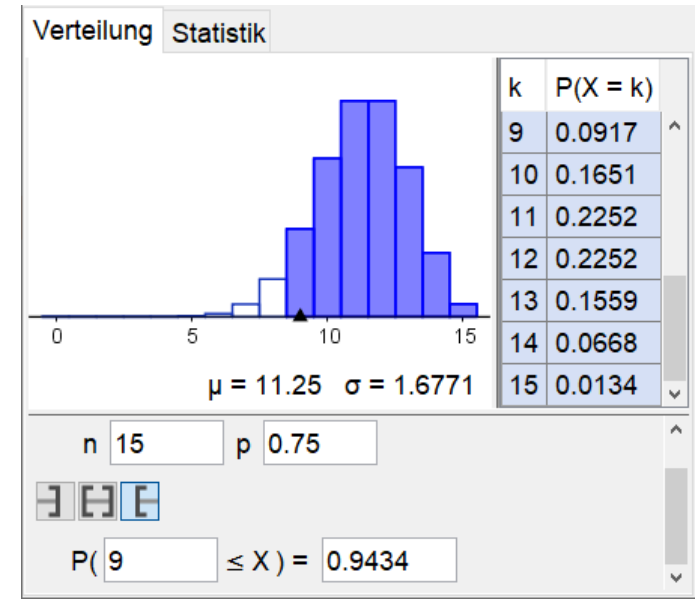 Verteilung Statistik
k P(X = k)
9 0.0917
10 0.1651
11 0.2252
12 0.2252
13 0.1559
14 0.0668
15 0.0134
0 5 10 15
μ = 11.25 σ = 1.6771
n 15 p 0.75
P( 9 ≤ X ) = 0.9434